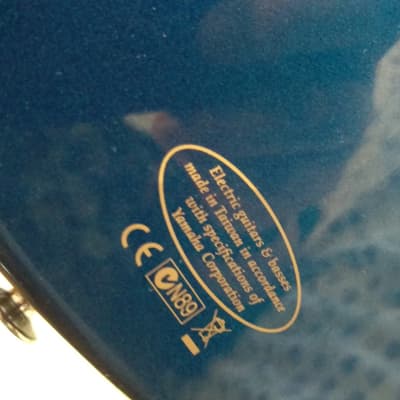 Electric guitars & basses
made in Taiwan in accordance
with specifications of
Yamaha Corporation
CE
N89